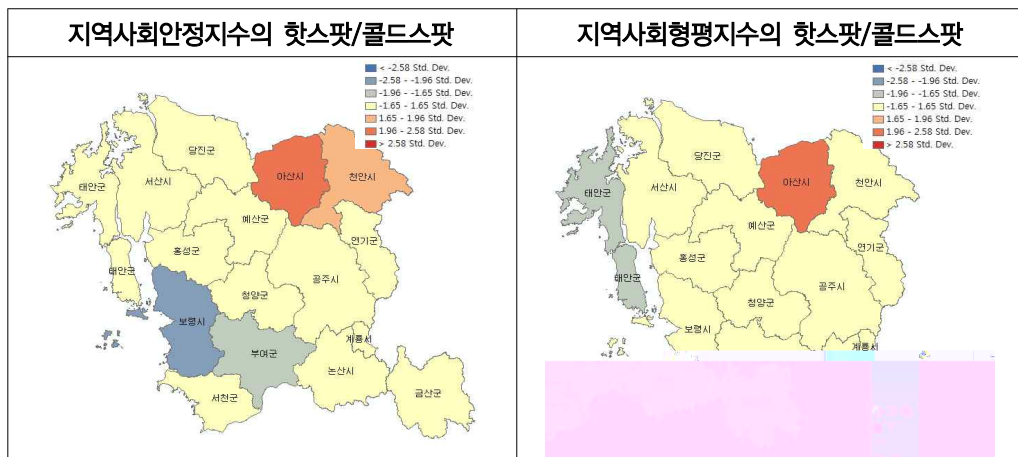 지역사회안정지수의 핫스팟/콜드스팟
< -2.58 Std. Dev.
-2.58 - -1.96 Std. Dev.
-1.96 - -1.65 Std. Dev.
-1.65 - 1.65 Std. Dev.
1.65 - 1.96 Std. Dev.
1.96 - 2.58 Std. Dev.
> 2.58 Std. Dev.
당진군
아산시
천안시
태안군
서산시
예산군
연기군
홍성군
태안군
공주시
청양군
보령시
계룡시
부여군
논산시
금산군
서천군
지역사회형평지수의 핫스팟/콜드스팟
< -2.58 Std. Dev.
-2.58 - -1.96 Std. Dev.
-1.96 - -1.65 Std. Dev.
-1.65 - 1.65 Std. Dev.
1.65 - 1.96 Std. Dev.
1.96 - 2.58 Std. Dev.
> 2.58 Std. Dev.
당진군
아산시
천안시
태안군
서산시
예산군
연기군
홍성군
태안군
공주시
청양군
보령시
계룡시